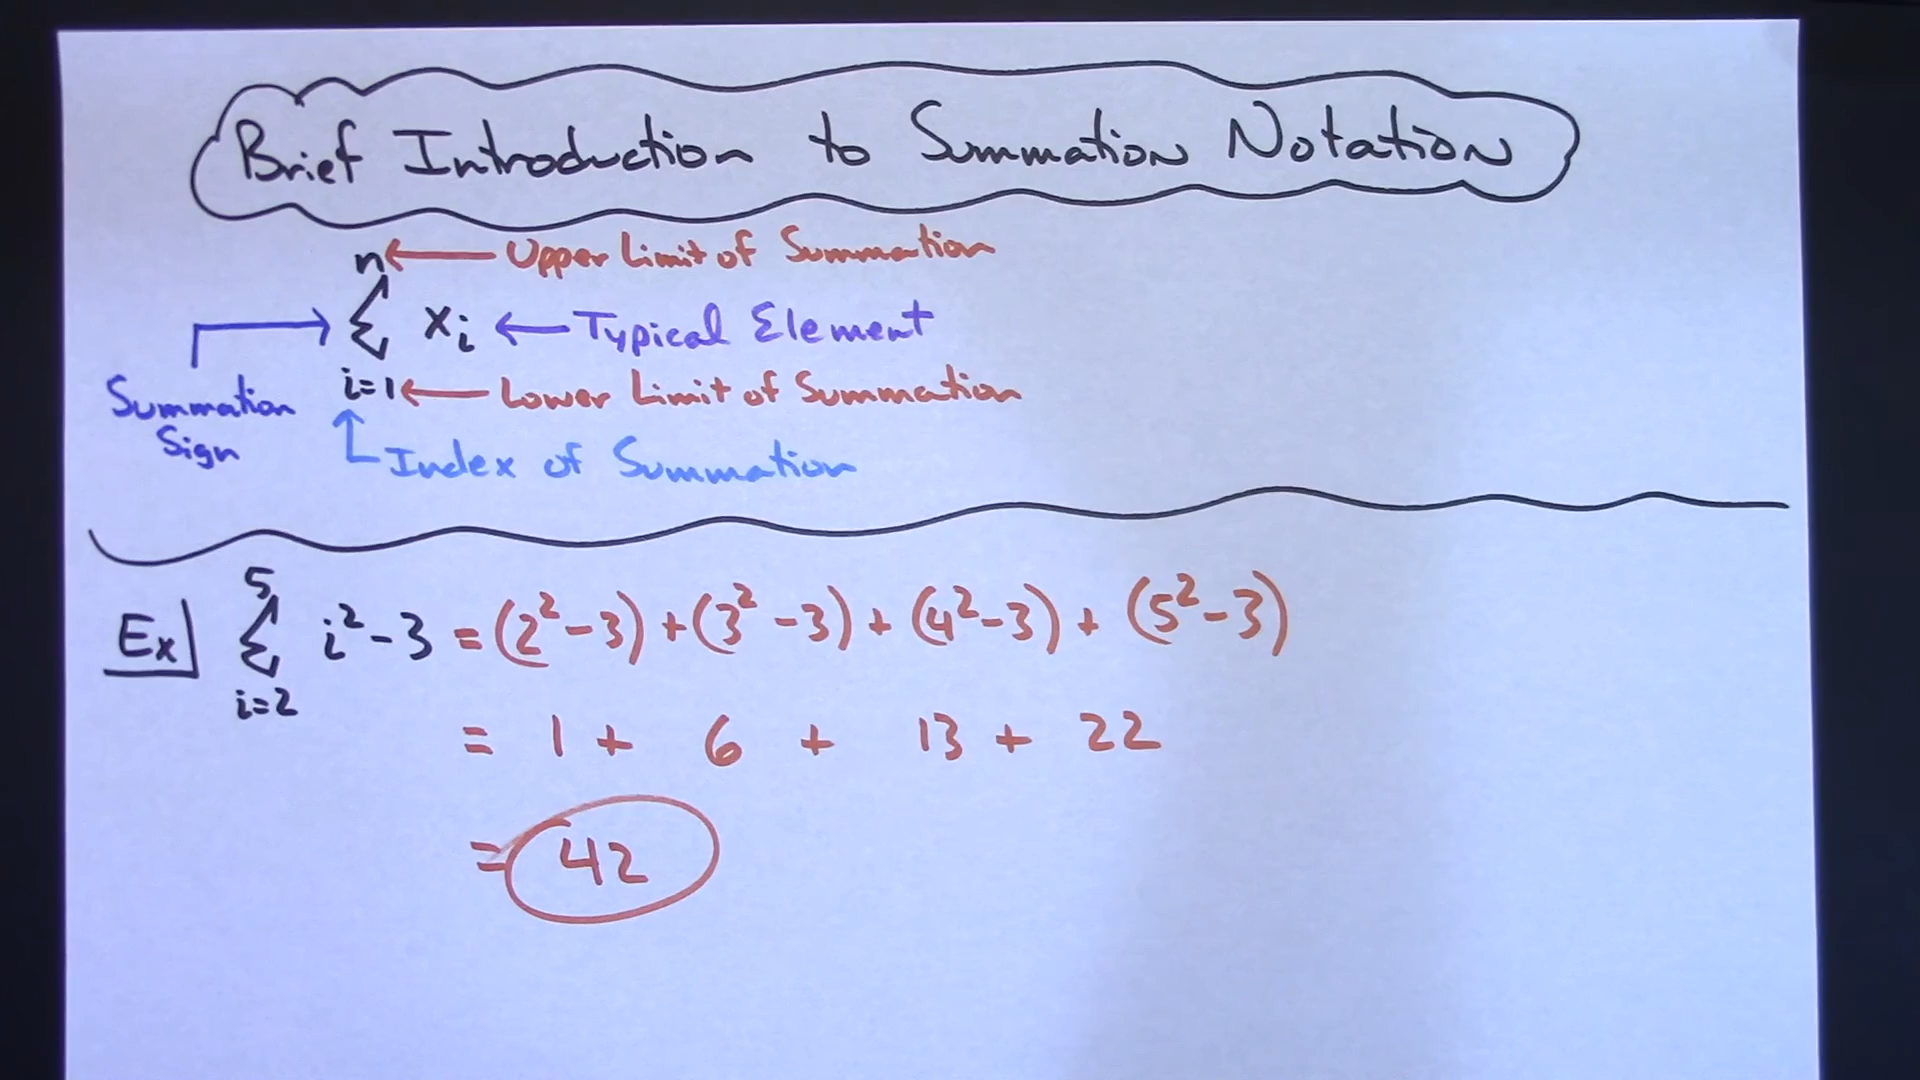 Brief Introduction to Summation Notation
n ← Upper Limit of Summation
Σ xᵢ ← Typical Element
i=1 ← Lower Limit of Summation
Summation
Sign
Index of Summation
5
Ex Σ i² - 3 = (2² - 3) + (3² - 3) + (4² - 3) + (5² - 3)
i=2
= 1 + 6 + 13 + 22
= 42